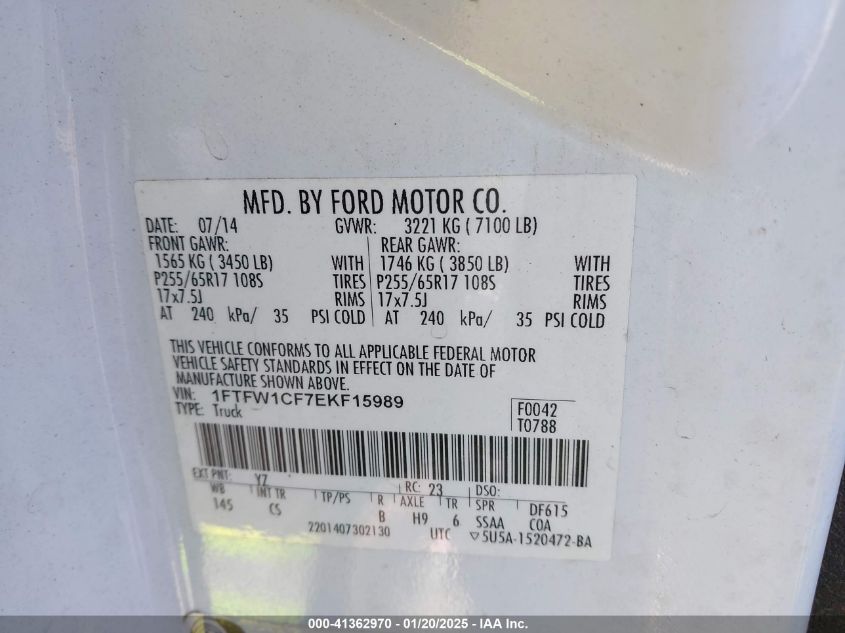 MFD. BY FORD MOTOR CO.
DATE: 07/14 GVWR: 3221 KG ( 7100 LB)
FRONT GAWR: REAR GAWR:
1565 KG ( 3450 LB) WITH 1746 KG ( 3850 LB) WITH
P255/65R17 108S TIRES P255/65R17 108S TIRES
17x7.5J RIMS 17x7.5J RIMS
AT 240 kPa/ 35 PSI COLD AT 240 kPa/ 35 PSI COLD
THIS VEHICLE CONFORMS TO ALL APPLICABLE FEDERAL MOTOR
VEHICLE SAFETY STANDARDS IN EFFECT ON THE DATE OF
MANUFACTURE SHOWN ABOVE.
VIN: 1FTFW1CF7EKF15989
TYPE: Truck
F0042
T0788
EXT PNT: YZ RC: 23 DSO:
WB INT TR TP/PS R AXLE TR SPR DF615
145 CS B H9 6 SSAA COA
2201407302130 UTC ▽5U5A-1520472-BA
000-41362970 - 01/20/2025 - IAA Inc.